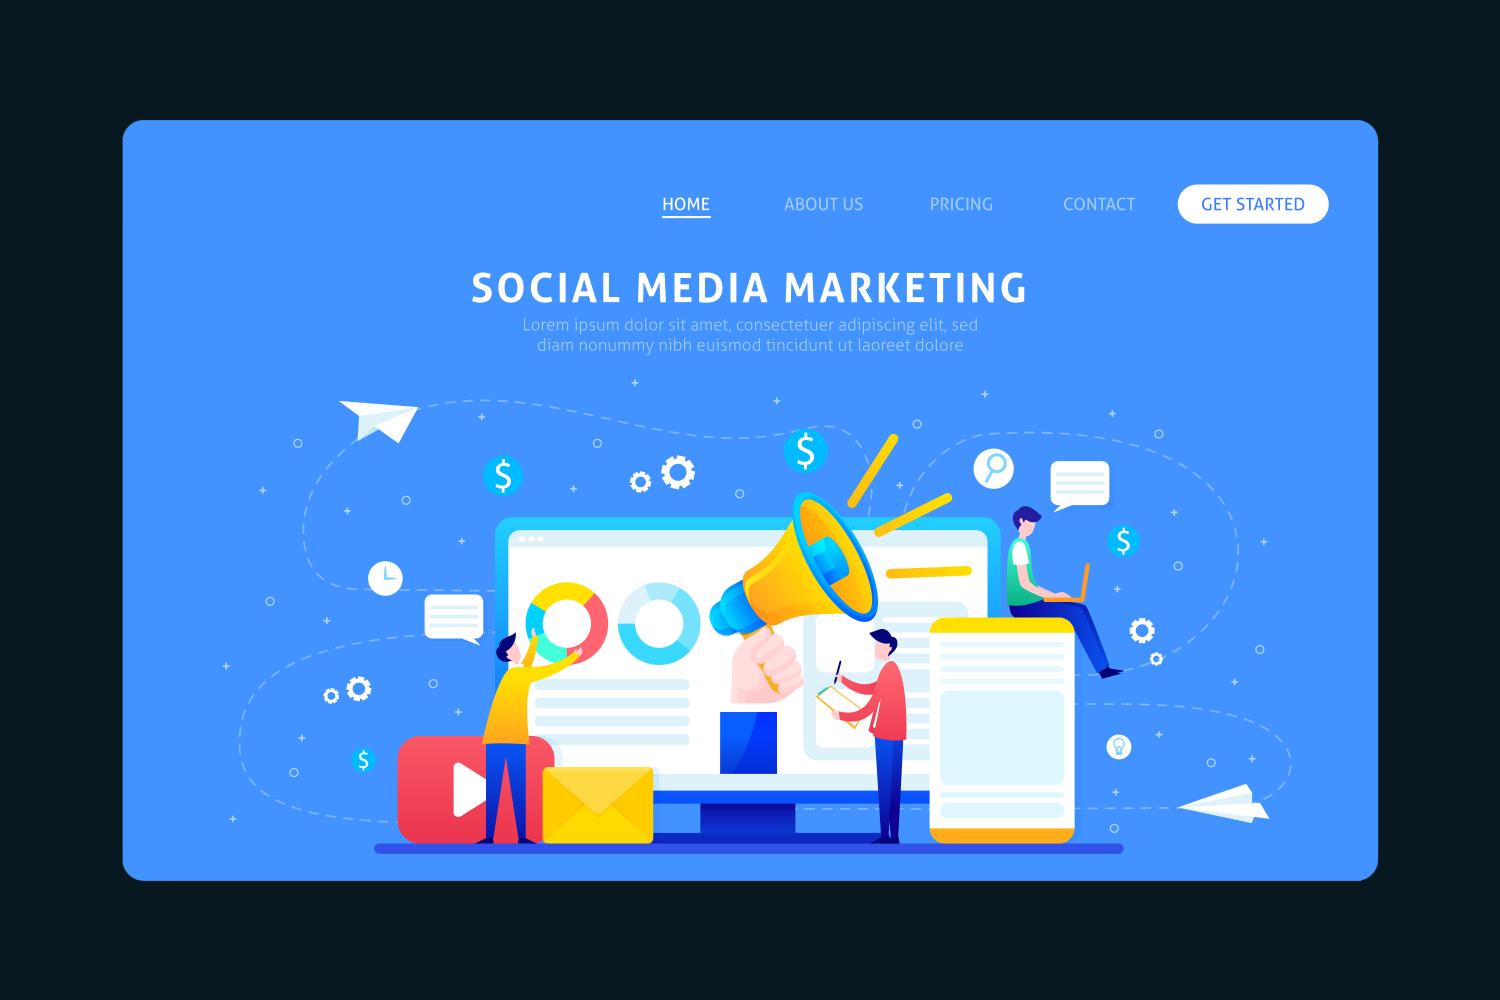 HOME ABOUT US PRICING CONTACT GET STARTED
SOCIAL MEDIA MARKETING
Lorem ipsum dolor sit amet, consectetuer adipiscing elit, sed
diam nonummy nibh euismod tincidunt ut laoreet dolore
$
$
$
$